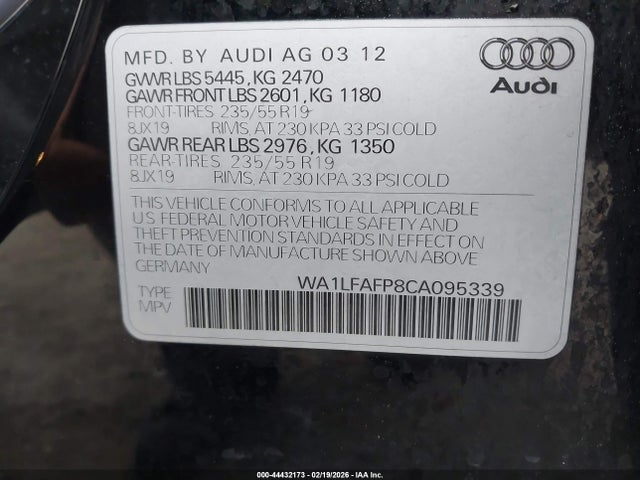 MFD. BY AUDI AG 03 12
GVWR LBS 5445, KG 2470
GAWR FRONT LBS 2601, KG 1180
FRONT-TIRES 235/55 R19
8JX19 RIMS, AT 230 KPA 33 PSI COLD
GAWR REAR LBS 2976, KG 1350
REAR-TIRES 235/55 R19
8JX19 RIMS, AT 230 KPA 33 PSI COLD
Audi
THIS VEHICLE CONFORMS TO ALL APPLICABLE
U.S. FEDERAL MOTOR VEHICLE SAFETY AND
THEFT PREVENTION STANDARDS IN EFFECT ON
THE DATE OF MANUFACTURE SHOWN ABOVE
GERMANY
WA1LFAFP8CA095339
TYPE
MPV
000-44432173 - 02/19/2026 - IAA Inc.